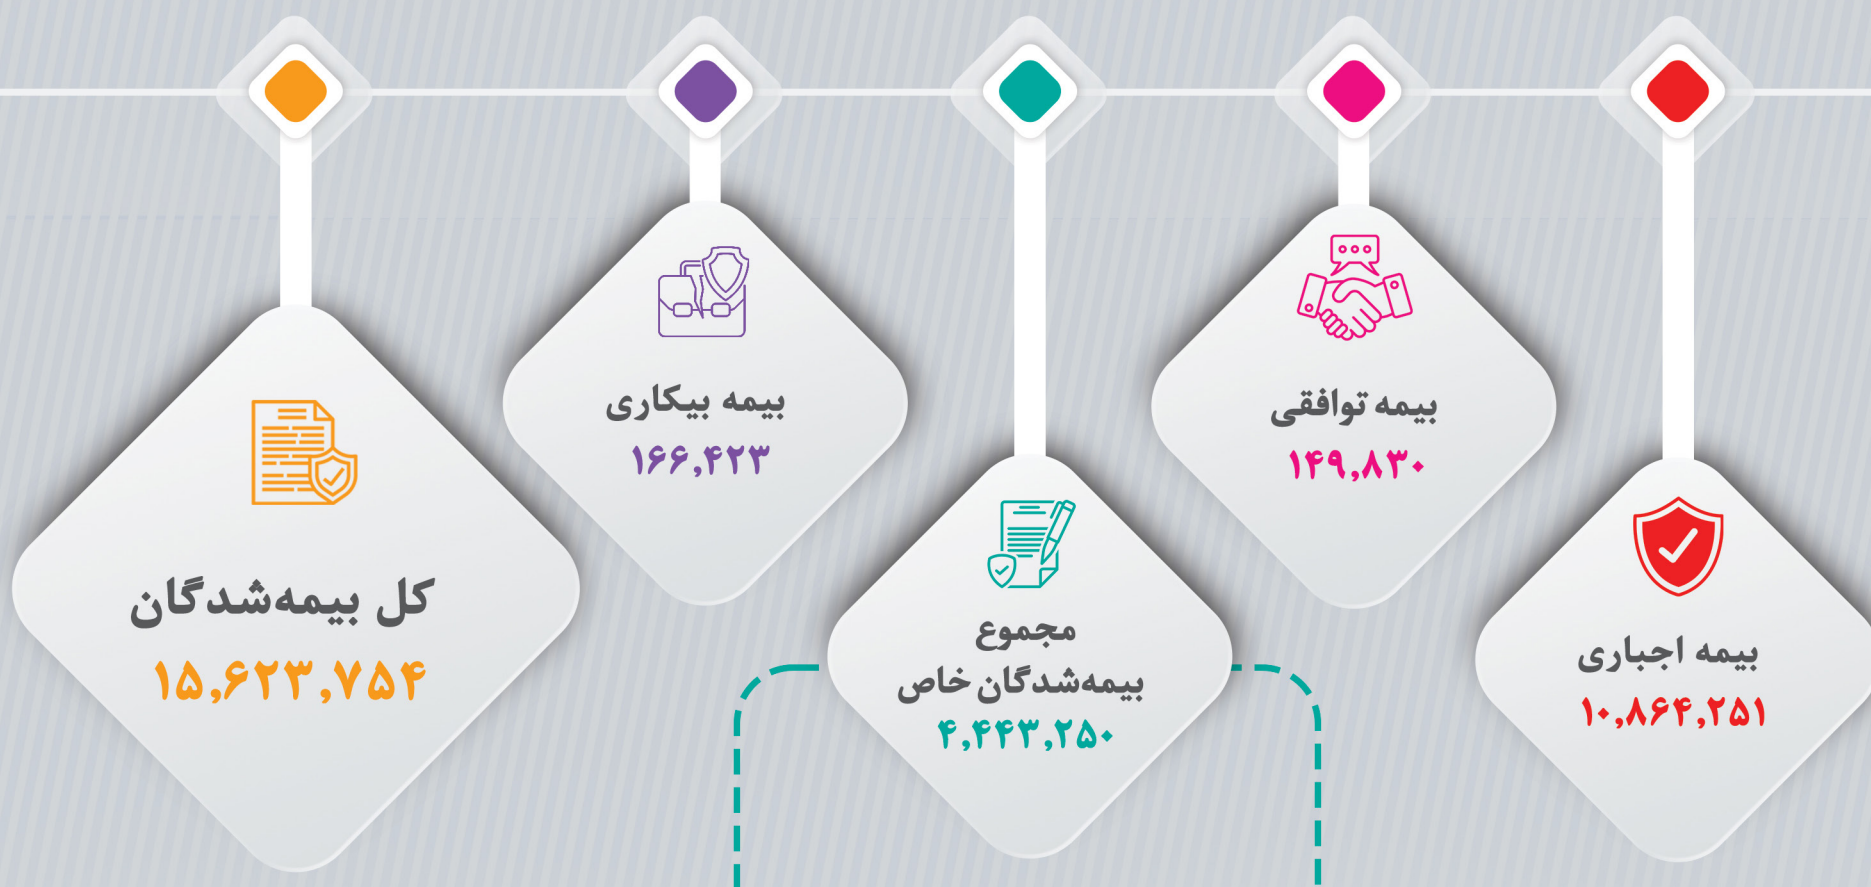 بیمه اجباری
۱۰,۸۶۴,۲۵۱
بیمه توافقی
۱۴۹,۸۳۰
مجموع
بیمه‌شدگان خاص
۴,۴۴۳,۲۵۰
بیمه بیکاری
۱۶۶,۴۲۳
کل بیمه‌شدگان
۱۵,۶۲۳,۷۵۴